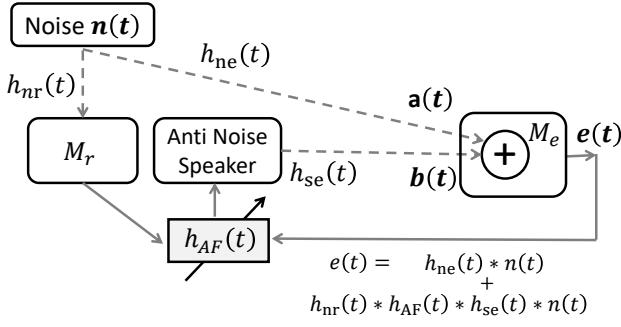 Noise n(t)
h_ne(t)
h_nr(t)
a(t)
M_r
Anti Noise
Speaker
M_e
e(t)
+
h_se(t)
b(t)
h_AF(t)
e(t) = h_ne(t) * n(t)
+
h_nr(t) * h_AF(t) * h_se(t) * n(t)